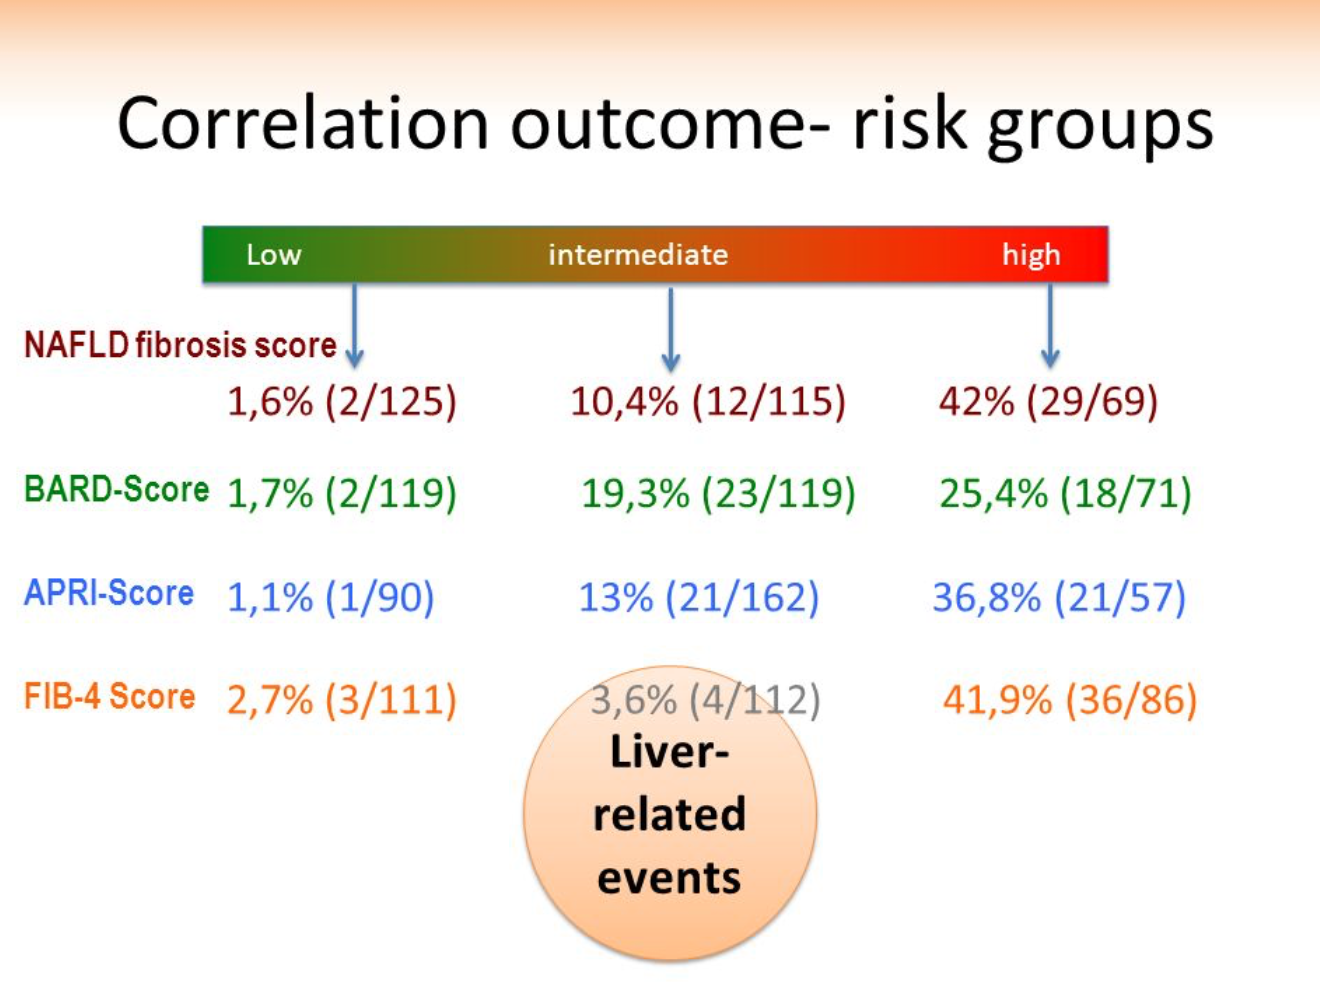 Correlation outcome- risk groups
Low intermediate high
NAFLD fibrosis score
1,6% (2/125) 10,4% (12/115) 42% (29/69)
BARD-Score 1,7% (2/119) 19,3% (23/119) 25,4% (18/71)
APRI-Score 1,1% (1/90) 13% (21/162) 36,8% (21/57)
FIB-4 Score 2,7% (3/111) 3,6% (4/112) 41,9% (36/86)
Liver-
related
events